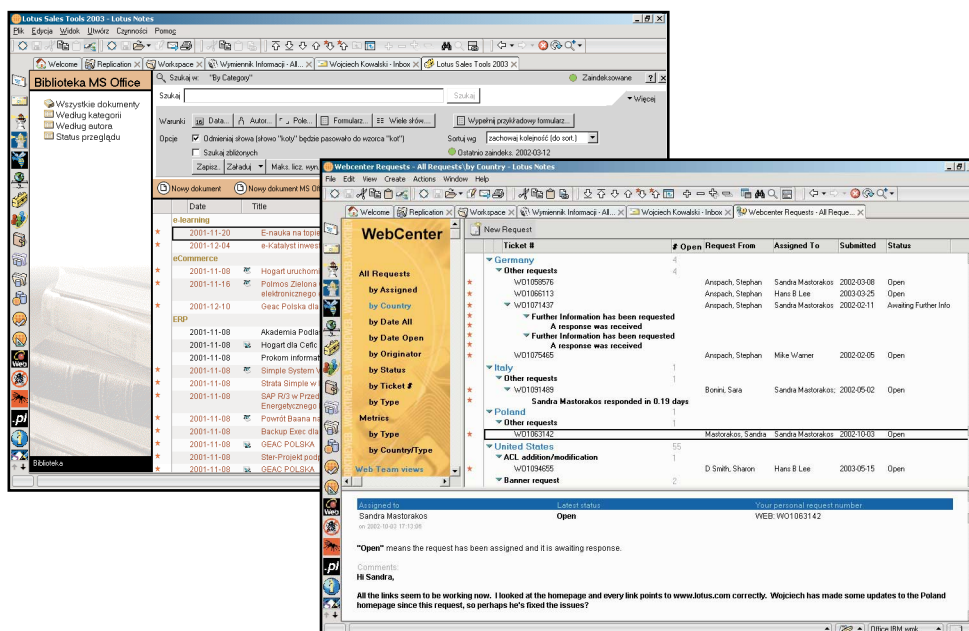 Lotus Sales Tools 2003 - Lotus Notes
Plik Edycja Widok Utwórz Czynności Pomoc
Welcome Replication Workspace Wymiennik Informacji - All... Wojciech Kowalski - Inbox Lotus Sales Tools 2003
Biblioteka MS Office
Wszystkie dokumenty
Według kategorii
Według autora
Status przeglądu
Biblioteka
Szukaj w: "By Category"
Zaindeksowane
Szukaj
Szukaj
Więcej
Warunki Data... Autor... Pole... Formularz... Wiele słów... Wypełnij przykładowy formularz...
Opcje Odmieniaj słowa (słowo "koty" będzie pasowało do wzorca "kot") Sortuj wg zachowaj kolejność (do sort.)
Szukaj zbliżonych Ostatnio zaindeks. 2002-03-12
Zapisz... Załaduj Maks. licz. wyn.
Nowy dokument Nowy dokument MS Off
Date Title
e-learning
2001-11-20 E-nauka na topie
2001-12-04 e-Katalyst inwest
eCommerce
2001-11-08 Hogart uruchomi
2001-11-16 Polmos Zielona
elektronicznego
2001-12-10 Geac Polska dla
ERP
2001-11-08 Akademia Podlas
2001-11-08 Hogart dla Cefic
2001-11-08 Prokom informat
2001-11-08 Simple System V
2001-11-08 Strata Simple w I
2001-11-08 SAP R/3 w Przed
Energetycznego
2001-11-08 Powrót Baana na
2001-11-08 Backup Exec dla
2001-11-08 GEAC POLSKA
2001-11-08 Ster-Projekt podp
2001-11-08 GEAC POLSKA
Webcenter Requests - All Requests\by Country - Lotus Notes
File Edit View Create Actions Window Help
Welcome Replication Workspace Wymiennik Informacji - All... Wojciech Kowalski - Inbox Webcenter Requests - All Reque...
WebCenter
All Requests
by Assigned
by Country
by Date All
by Date Open
by Originator
by Status
by Ticket #
by Type
Metrics
by Type
by Country/Type
Web Team views
New Request
Ticket # # Open Request From Assigned To Submitted Status
Germany 4
Other requests 4
WO1058576 Anspach, Stephan Sandra Mastorakos 2002-03-08 Open
WO1066113 Anspach, Stephan Hans B Lee 2003-03-25 Open
WO1071437 Anspach, Stephan Sandra Mastorakos 2002-02-11 Awaiting Further Info
Further Information has been requested
A response was received
Further Information has been requested
A response was received
WO1075465 Anspach, Stephan Mike Warner 2002-02-05 Open
Italy 1
Other requests 1
WO1091489 Bonini, Sara Sandra Mastorakos; 2002-05-02 Open
Sandra Mastorakos responded in 0.19 days
Poland 1
Other requests 1
WO1063142 Mastorakos, Sandra Sandra Mastorakos 2002-10-03 Open
United States 55
ACL addition/modification 1
WO1094655 D Smith, Sharon Hans B Lee 2003-05-15 Open
Banner request 2
Assigned to Latest status Your personal request number
Sandra Mastorakos Open WEB: WO1063142
on 2002-10-03 17:13:06
"Open" means the request has been assigned and it is awaiting response.
Comments:
Hi Sandra,
All the links seem to be working now. I looked at the homepage and every link points to www.lotus.com correctly. Wojciech has made some updates to the Poland
homepage since this request, so perhaps he's fixed the issues?
Office IBM wmk